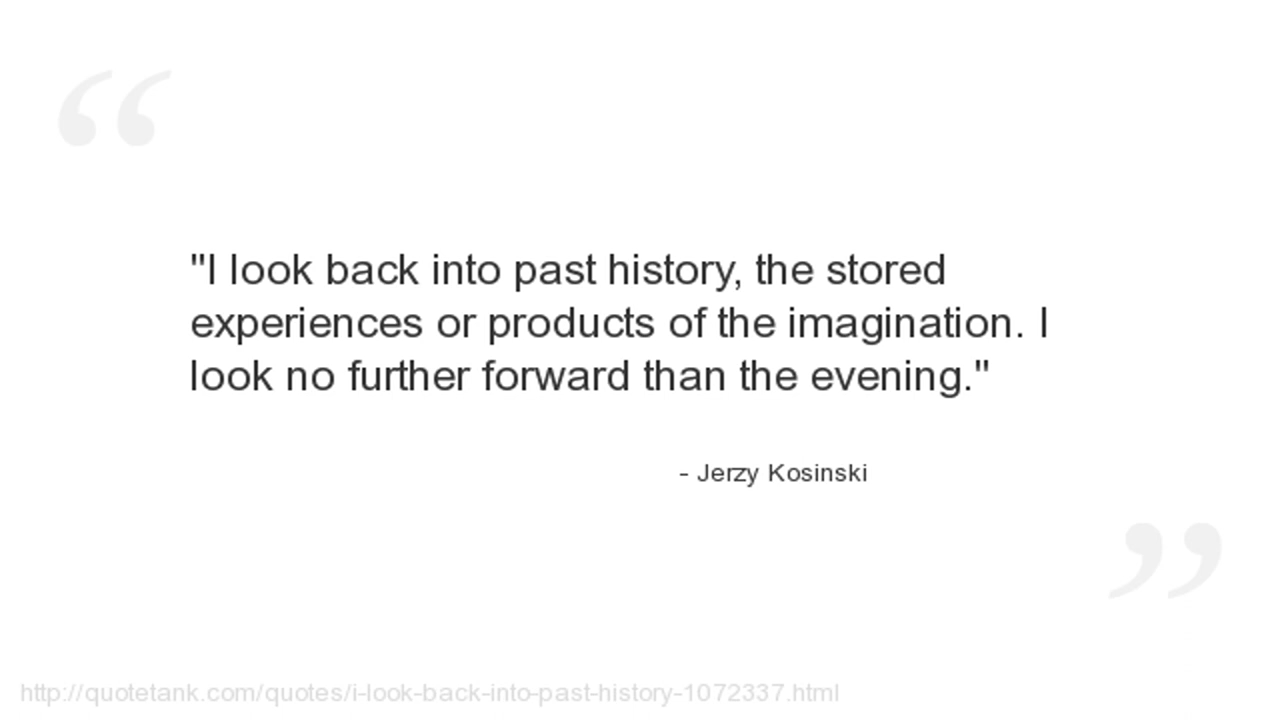 "I look back into past history, the stored
experiences or products of the imagination. I
look no further forward than the evening."
- Jerzy Kosinski
http://quotetank.com/quotes/i-look-back-into-past-history-1072337.html